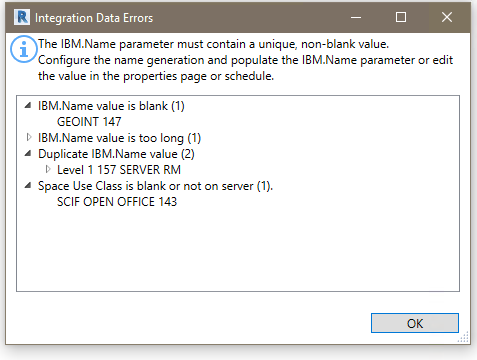 R Integration Data Errors
The IBM.Name parameter must contain a unique, non-blank value.
Configure the name generation and populate the IBM.Name parameter or edit
the value in the properties page or schedule.
IBM.Name value is blank (1)
GEOINT 147
IBM.Name value is too long (1)
Duplicate IBM.Name value (2)
Level 1 157 SERVER RM
Space Use Class is blank or not on server (1).
SCIF OPEN OFFICE 143
OK